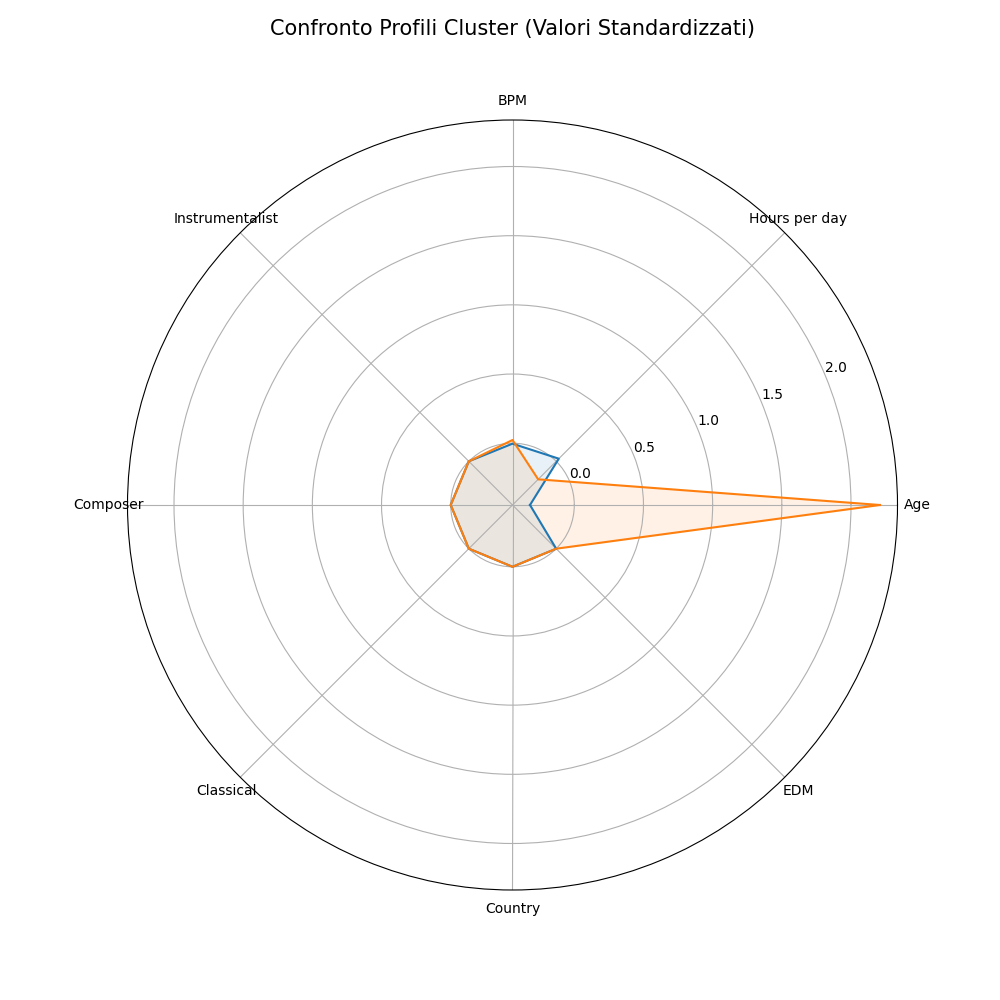 Confronto Profili Cluster (Valori Standardizzati)
BPM
Instrumentalist
Hours per day
2.0
1.5
1.0
0.5
0.0
Composer
Age
Classical
EDM
Country